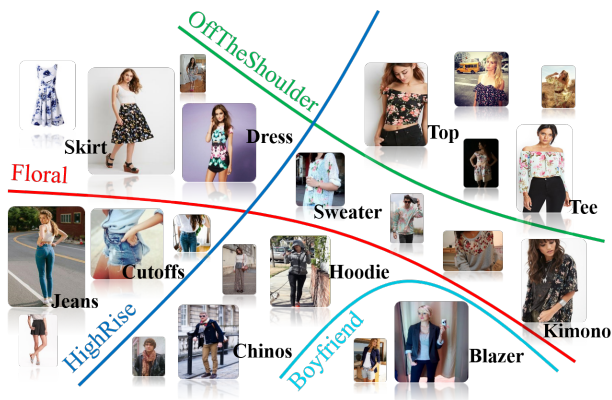 OffTheShoulder
Skirt
Dress
Top
Floral
Sweater
Tee
Jeans
Cutoffs
Hoodie
HighRise
Chinos
Boyfriend
Blazer
Kimono